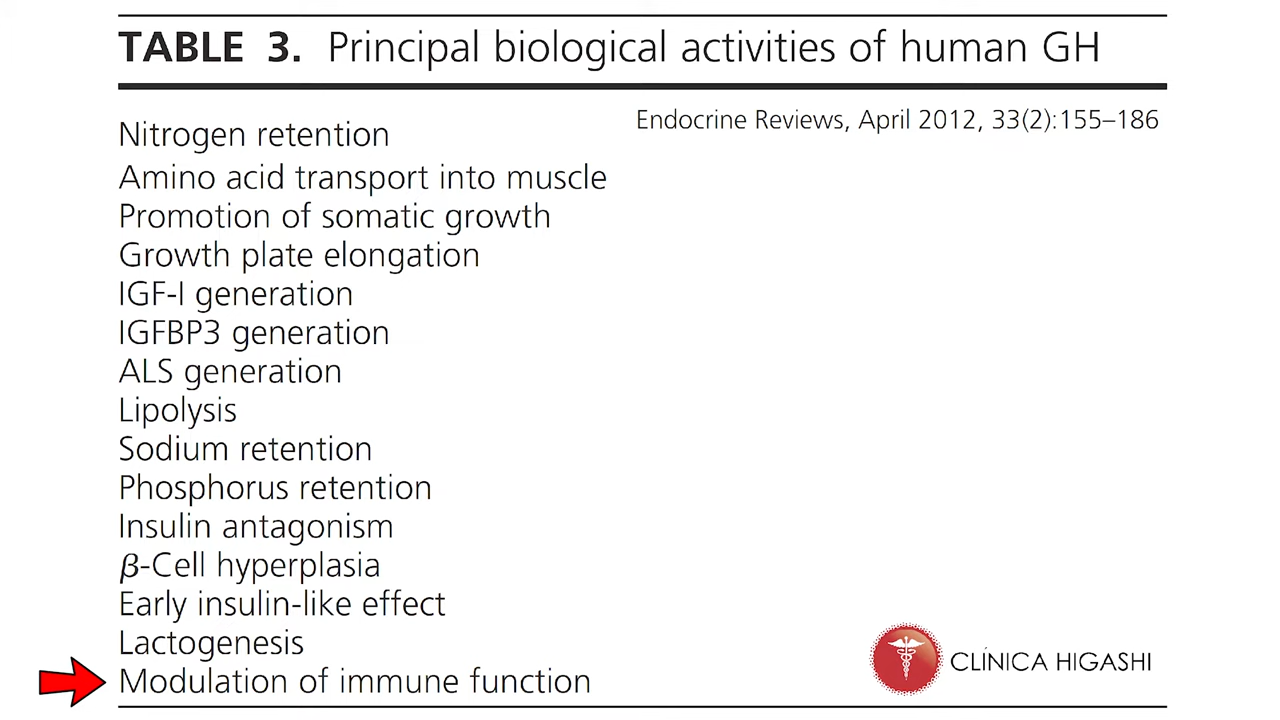 TABLE 3. Principal biological activities of human GH
Endocrine Reviews, April 2012, 33(2):155–186
Nitrogen retention
Amino acid transport into muscle
Promotion of somatic growth
Growth plate elongation
IGF-I generation
IGFBP3 generation
ALS generation
Lipolysis
Sodium retention
Phosphorus retention
Insulin antagonism
β-Cell hyperplasia
Early insulin-like effect
Lactogenesis
Modulation of immune function
CLÍNICA HIGASHI